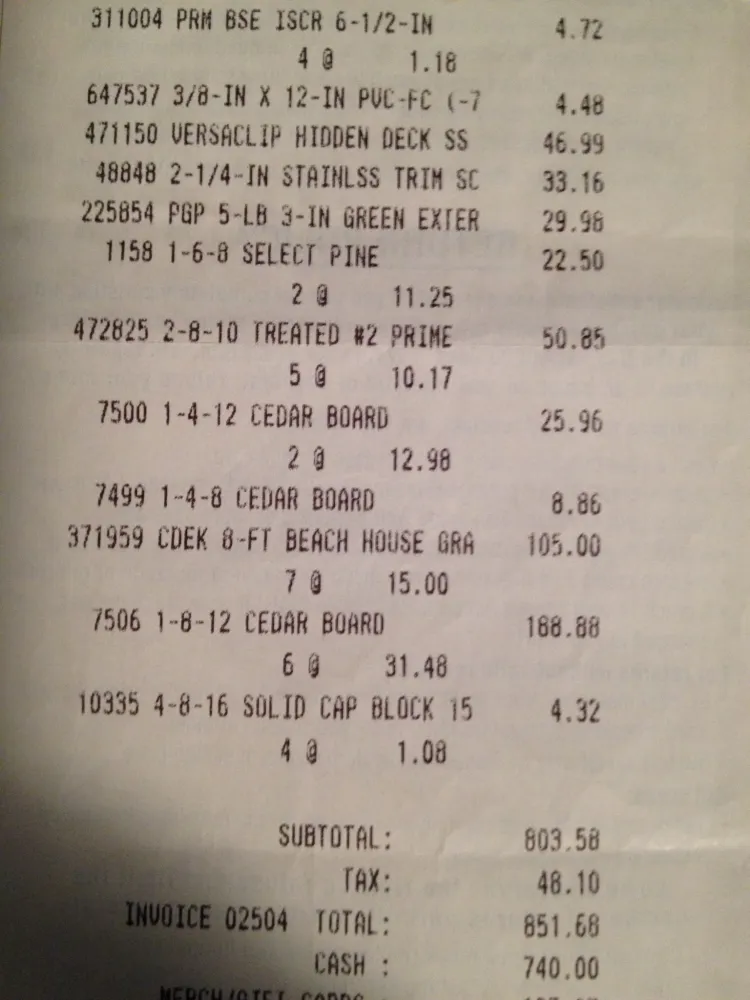 311004 PRM BSE ISCR 6-1/2-IN 4.72
4 @ 1.18
647537 3/8-IN X 12-IN PVC-FC (-7 4.48
471150 VERSACLIP HIDDEN DECK SS 46.99
48848 2-1/4-IN STAINLSS TRIM SC 33.16
225854 PGP 5-LB 3-IN GREEN EXTER 29.98
1158 1-6-8 SELECT PINE 22.50
2 @ 11.25
472825 2-8-10 TREATED #2 PRIME 50.85
5 @ 10.17
7500 1-4-12 CEDAR BOARD 25.96
2 @ 12.98
7499 1-4-8 CEDAR BOARD 8.86
371959 CDEK 8-FT BEACH HOUSE GRA 105.00
7 @ 15.00
7506 1-8-12 CEDAR BOARD 188.88
6 @ 31.48
10335 4-8-16 SOLID CAP BLOCK 15 4.32
4 @ 1.08
SUBTOTAL: 803.58
TAX: 48.10
INVOICE 02504 TOTAL: 851.68
CASH : 740.00